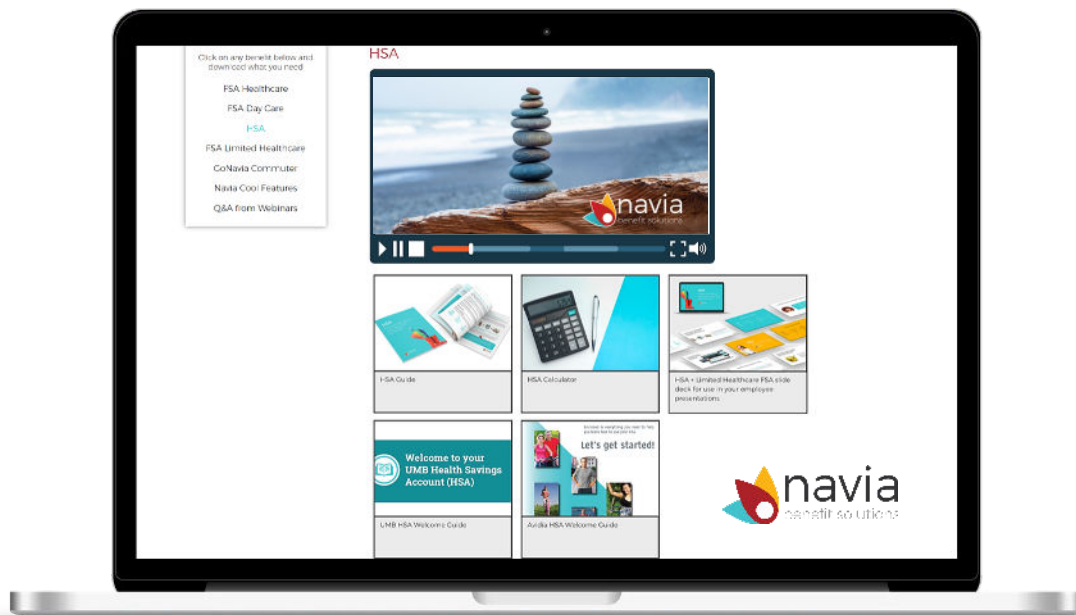 Click on any benefit below and
download what you need
FSA Healthcare
FSA Day Care
HSA
FSA Limited Healthcare
GoNavia Commuter
Navia Cool Features
Q&A from Webinars
HSA
navia
benefit solutions
HSA Guide
HSA Calculator
HSA + Limited Healthcare FSA slide
deck for use in your employee
presentations
Welcome to your
UMB Health Savings
Account (HSA)
UMB HSA Welcome Guide
Let's get started!
Avidia HSA Welcome Guide
navia
benefit solutions